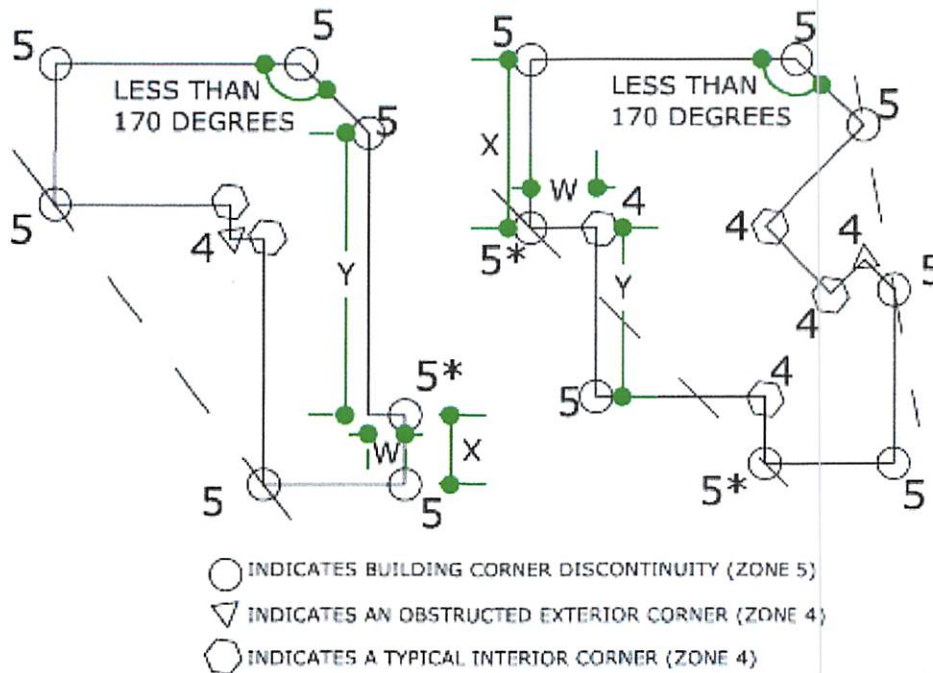 5
5
5
5
LESS THAN
170 DEGREES
LESS THAN
170 DEGREES
5
5
X
W
4
5
4
Y
5*
4
4
Y
5
4
5*
4
5
W
X
5
5
5*
5
INDICATES BUILDING CORNER DISCONTINUITY (ZONE 5)
INDICATES AN OBSTRUCTED EXTERIOR CORNER (ZONE 4)
INDICATES A TYPICAL INTERIOR CORNER (ZONE 4)